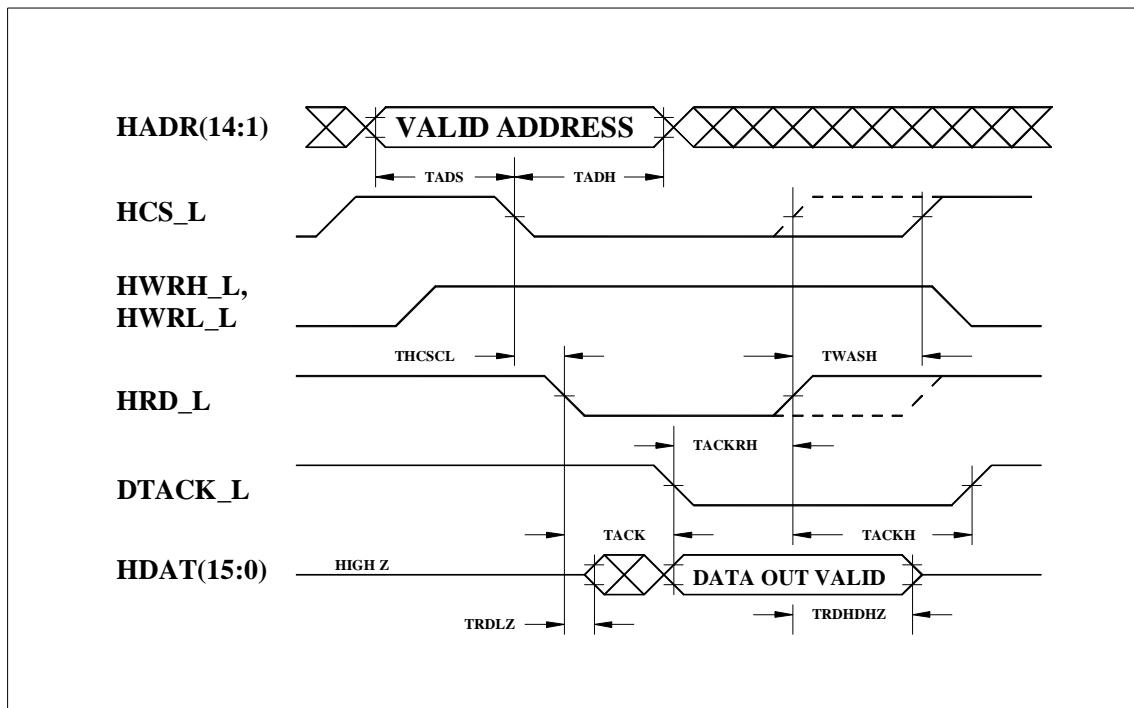 HADR(14:1)
VALID ADDRESS
TADS
TADH
HCS_L
HWRH_L,
HWRL_L
THCSCL
TWASH
HRD_L
TACKRH
DTACK_L
TACK
TACKH
HDAT(15:0)
HIGH Z
DATA OUT VALID
TRDLZ
TRDHDHZ